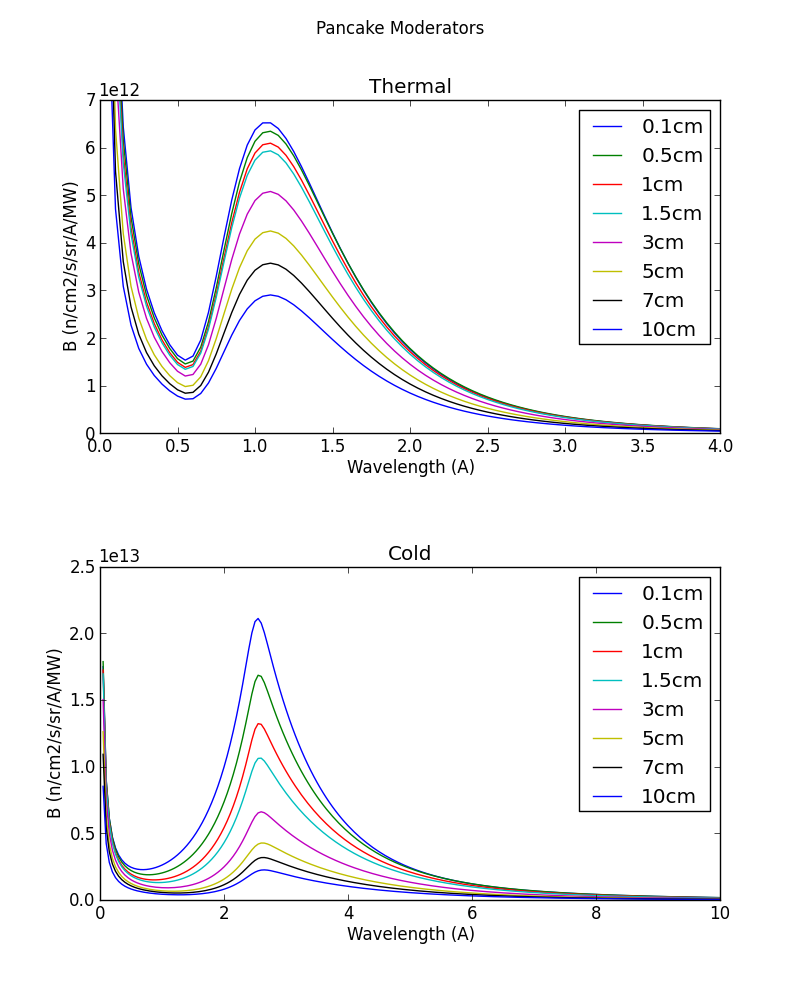 Pancake Moderators
Thermal
1e12
7
6
5
4
3
2
1
0
B (n/cm2/s/sr/A/MW)
0.1cm
0.5cm
1cm
1.5cm
3cm
5cm
7cm
10cm
0.0 0.5 1.0 1.5 2.0 2.5 3.0 3.5 4.0
Wavelength (A)
Cold
1e13
2.5
2.0
1.5
1.0
0.5
0.0
B (n/cm2/s/sr/A/MW)
0.1cm
0.5cm
1cm
1.5cm
3cm
5cm
7cm
10cm
0 2 4 6 8 10
Wavelength (A)